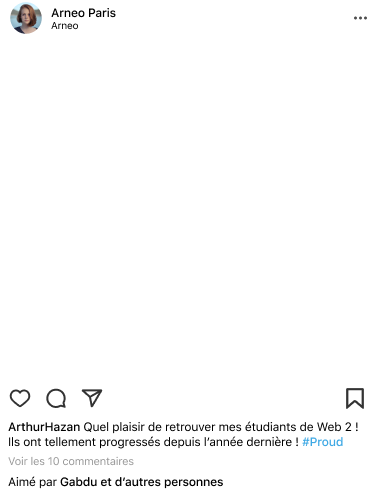 Arneo Paris
Arneo
ArthurHazan Quel plaisir de retrouver mes étudiants de Web 2 !
Ils ont tellement progressés depuis l’année dernière ! #Proud
Voir les 10 commentaires
Aimé par Gabdu et d’autres personnes